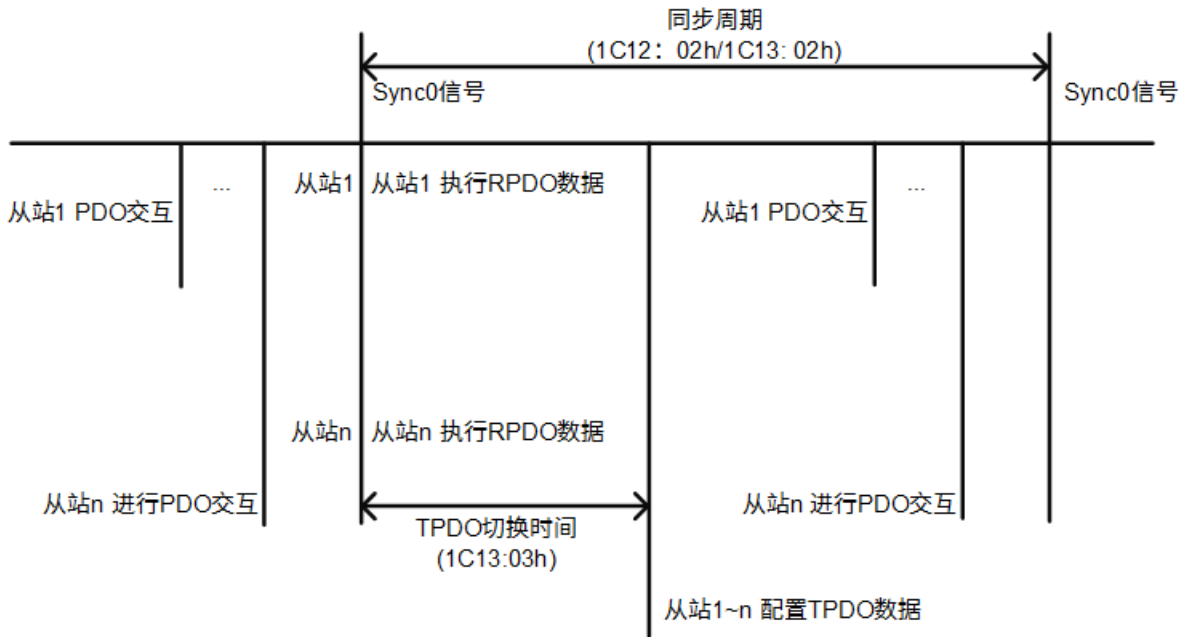 同步周期
(1C12：02h/1C13: 02h)
Sync0信号
Sync0信号
从站1 PDO交互
...
从站1
从站1 执行RPDO数据
从站1 PDO交互
...
从站n
从站n 执行RPDO数据
从站n 进行PDO交互
TPDO切换时间
(1C13:03h)
从站n 进行PDO交互
从站1~n 配置TPDO数据